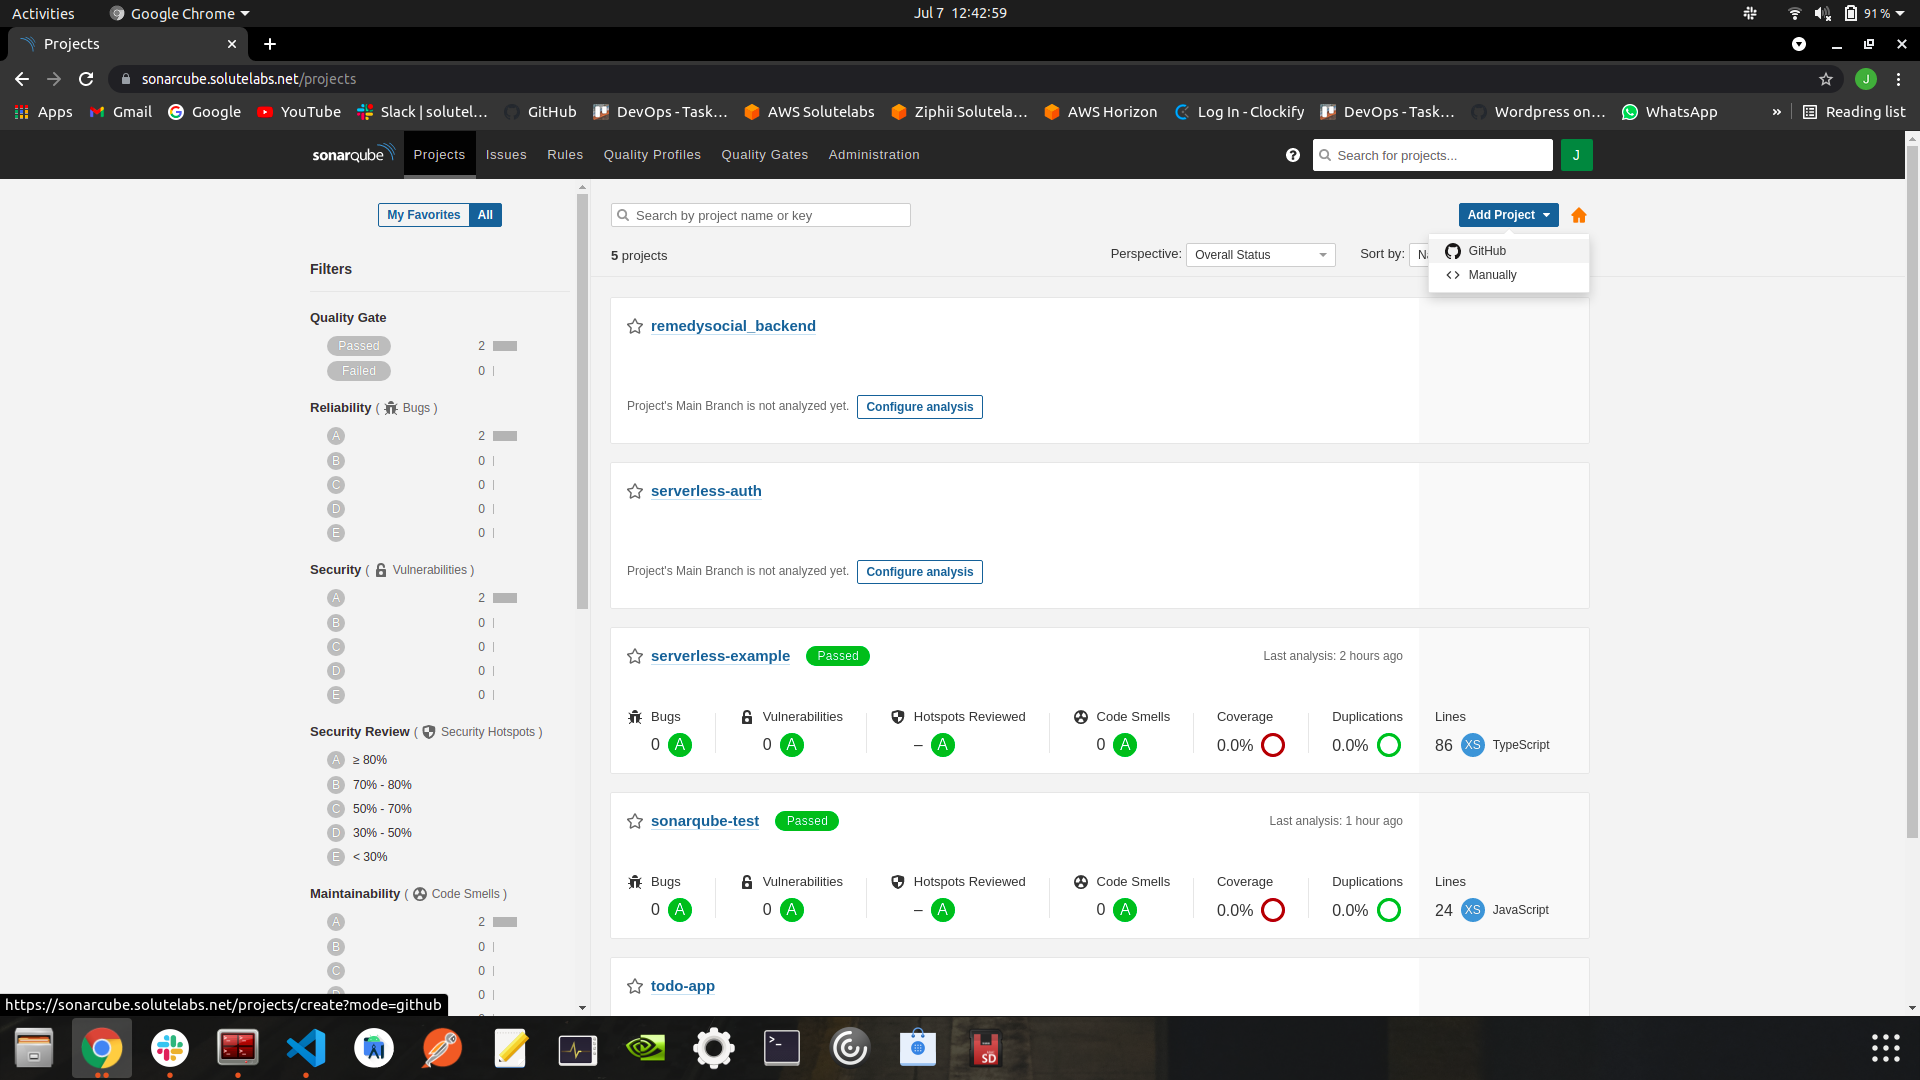 Activities
Google Chrome
Jul 7 12:42:59
91 %
Projects
sonarcube.solutelabs.net/projects
J
Apps
Gmail
Google
YouTube
Slack | solutel…
GitHub
DevOps - Task…
AWS Solutelabs
Ziphii Solutela…
AWS Horizon
Log In - Clockify
DevOps - Task…
Wordpress on…
WhatsApp
»
Reading list
sonarqube
Projects
Issues
Rules
Quality Profiles
Quality Gates
Administration
?
Search for projects...
J
My Favorites
All
Search by project name or key
Add Project
5 projects
Perspective:
Overall Status
Sort by:
GitHub
Manually
Filters
Quality Gate
Passed 2
Failed 0
Reliability ( Bugs )
A 2
B 0
C 0
D 0
E 0
Security ( Vulnerabilities )
A 2
B 0
C 0
D 0
E 0
Security Review ( Security Hotspots )
A ≥ 80%
B 70% - 80%
C 50% - 70%
D 30% - 50%
E < 30%
Maintainability ( Code Smells )
A 2
B 0
C 0
0
remedysocial_backend
Project's Main Branch is not analyzed yet.
Configure analysis
serverless-auth
Project's Main Branch is not analyzed yet.
Configure analysis
serverless-example
Passed
Last analysis: 2 hours ago
Bugs
Vulnerabilities
Hotspots Reviewed
Code Smells
Coverage
Duplications
Lines
0 A
0 A
– A
0 A
0.0%
0.0%
86 XS TypeScript
sonarqube-test
Passed
Last analysis: 1 hour ago
Bugs
Vulnerabilities
Hotspots Reviewed
Code Smells
Coverage
Duplications
Lines
0 A
0 A
– A
0 A
0.0%
0.0%
24 XS JavaScript
todo-app
https://sonarcube.solutelabs.net/projects/create?mode=github
SD